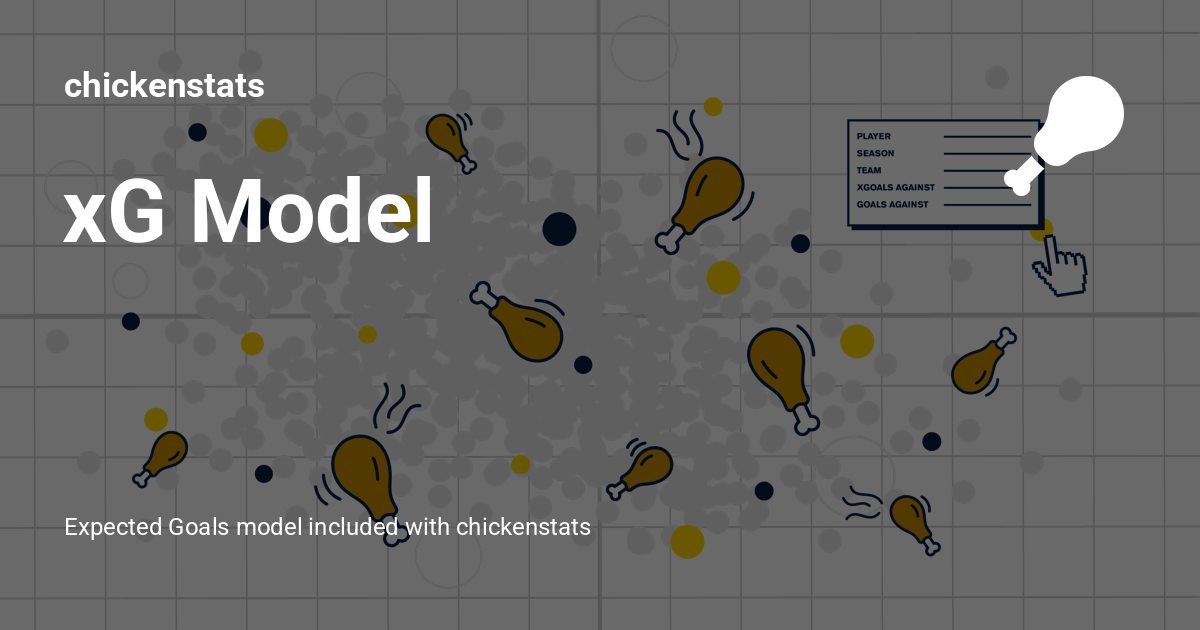 chickenstats
xG Model
PLAYER
SEASON
TEAM
XGOALS AGAINST
GOALS AGAINST
Expected Goals model included with chickenstats